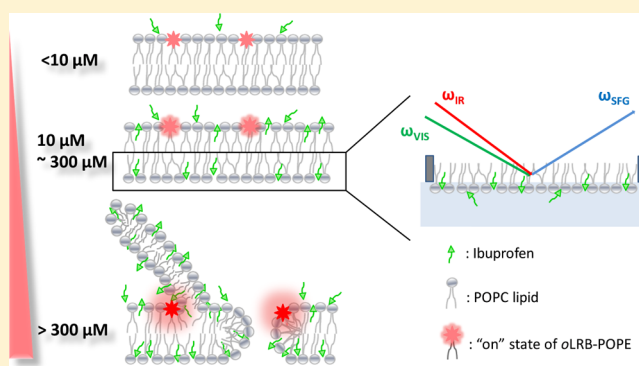 <10 μM
10 μM
~ 300 μM
> 300 μM
ωIR
ωVIS
ωSFG
: Ibuprofen
: POPC lipid
: “on” state of oLRB-POPE